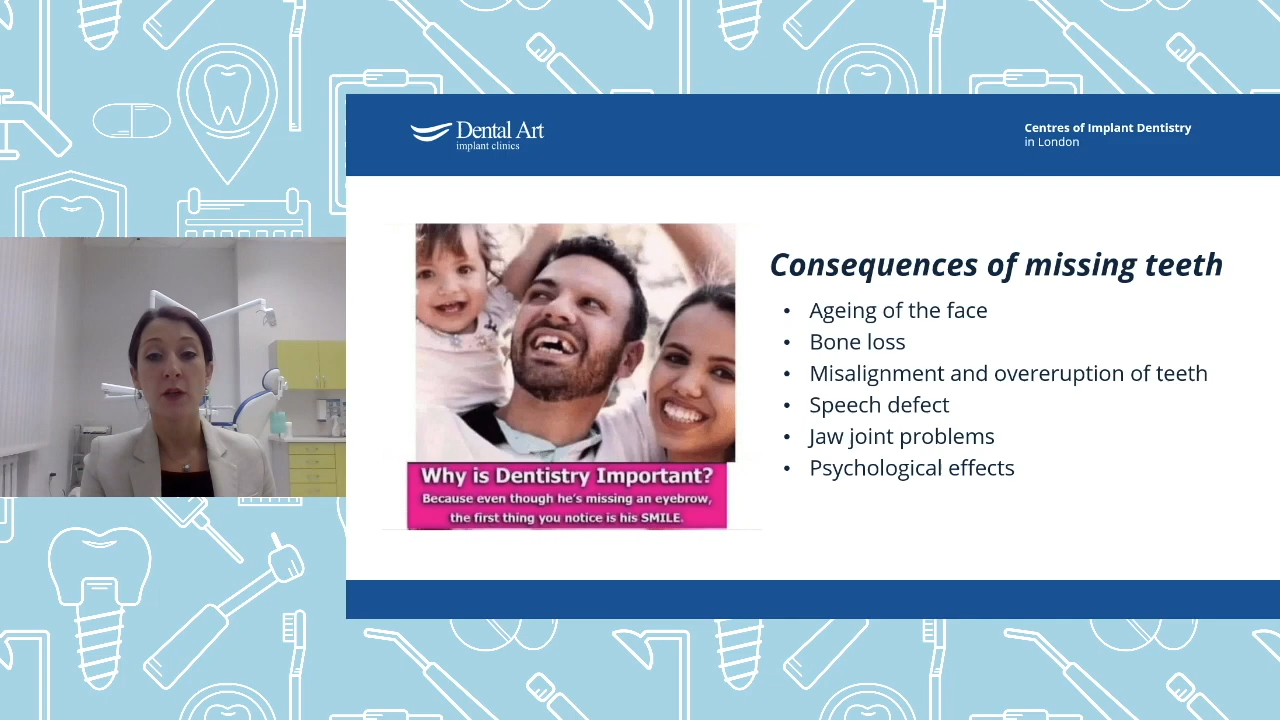 Dental Art
implant clinics
Centres of Implant Dentistry
in London
Consequences of missing teeth
• Ageing of the face
• Bone loss
• Misalignment and overeruption of teeth
• Speech defect
• Jaw joint problems
• Psychological effects
Why is Dentistry Important?
Because even though he's missing an eyebrow,
the first thing you notice is his SMILE.